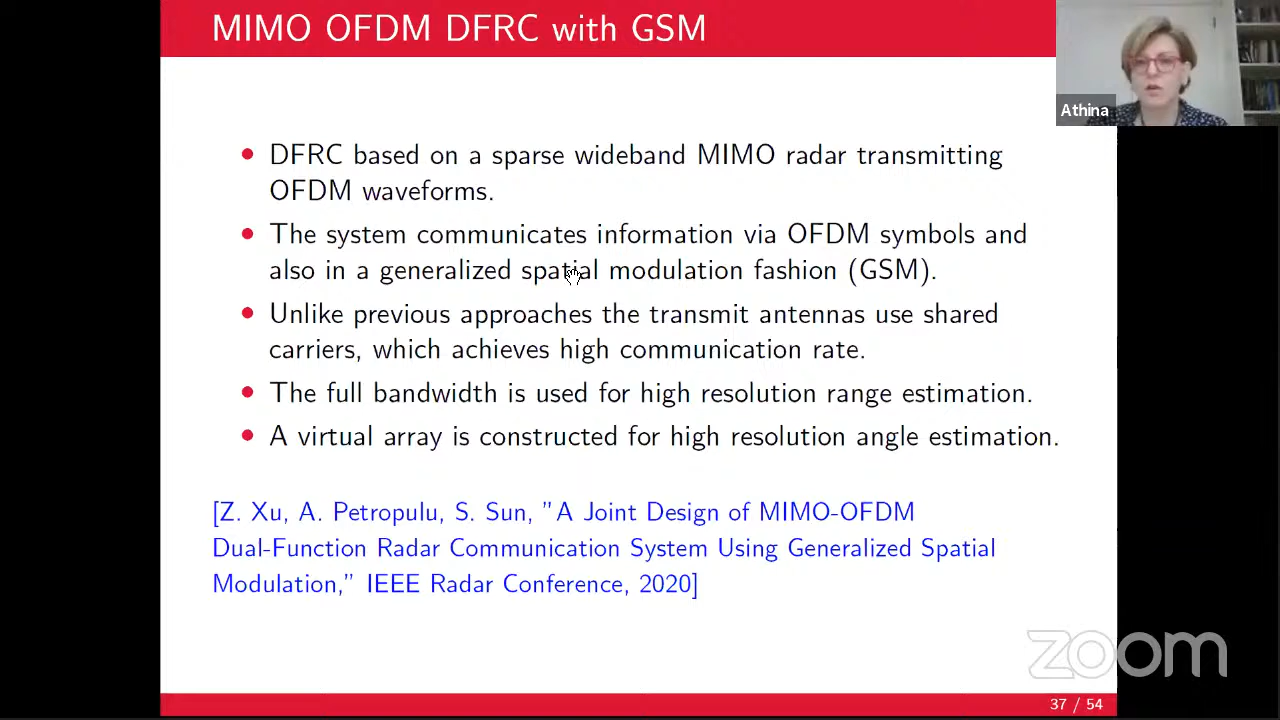 MIMO OFDM DFRC with GSM
Athina
DFRC based on a sparse wideband MIMO radar transmitting
OFDM waveforms.
The system communicates information via OFDM symbols and
also in a generalized spatial modulation fashion (GSM).
Unlike previous approaches the transmit antennas use shared
carriers, which achieves high communication rate.
The full bandwidth is used for high resolution range estimation.
A virtual array is constructed for high resolution angle estimation.
[Z. Xu, A. Petropulu, S. Sun, ”A Joint Design of MIMO-OFDM
Dual-Function Radar Communication System Using Generalized Spatial
Modulation,” IEEE Radar Conference, 2020]
zoom
37 / 54